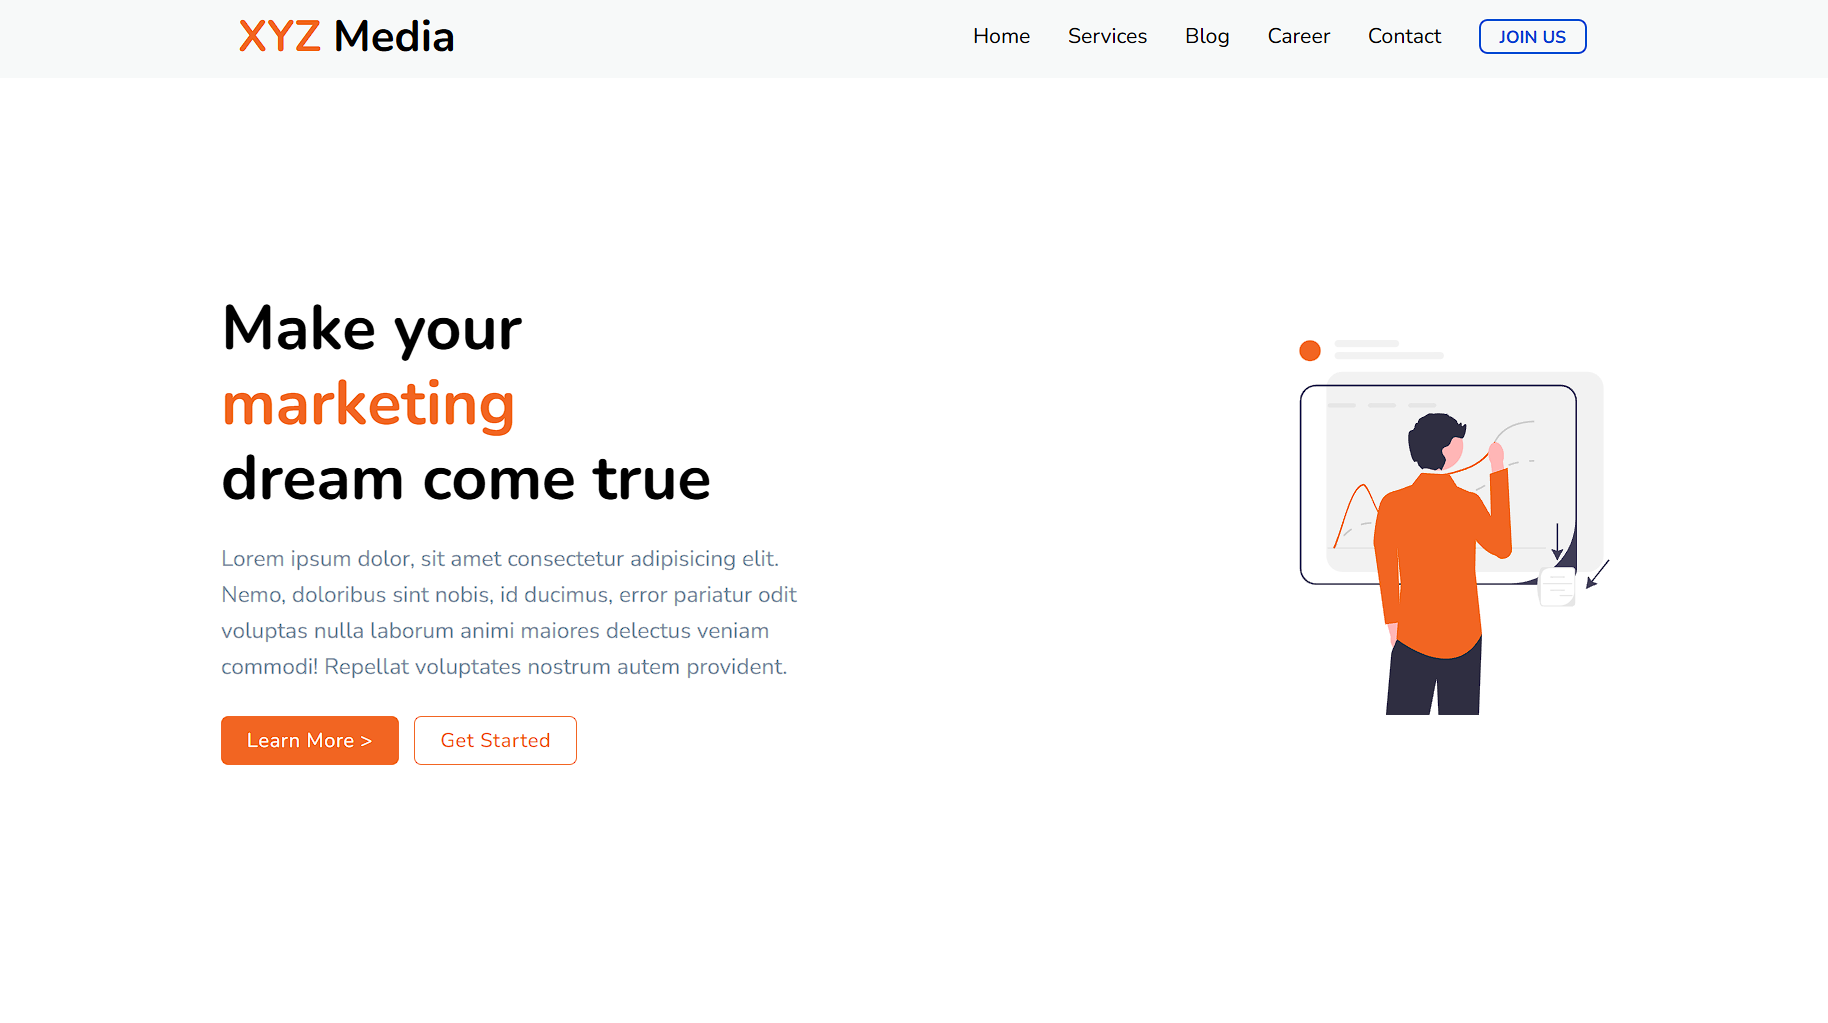 XYZ Media
Home Services Blog Career Contact JOIN US
Make your
marketing
dream come true
Lorem ipsum dolor, sit amet consectetur adipisicing elit.
Nemo, doloribus sint nobis, id ducimus, error pariatur odit
voluptas nulla laborum animi maiores delectus veniam
commodi! Repellat voluptates nostrum autem provident.
Learn More > Get Started